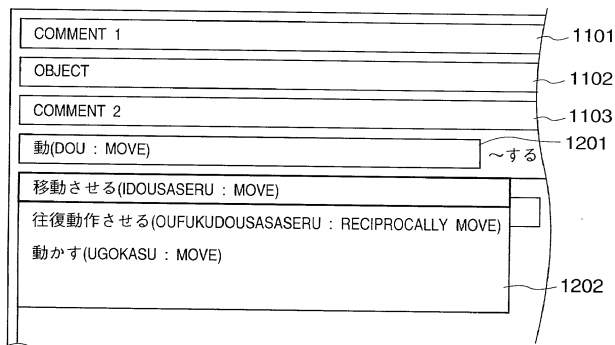 COMMENT 1
1101
OBJECT
1102
COMMENT 2
1103
1201
動(DOU : MOVE)
～する
移動させる(IDOUSASERU : MOVE)
往復動作させる(OUFUKUDOUSASASERU : RECIPROCALLY MOVE)
動かす(UGOKASU : MOVE)
1202